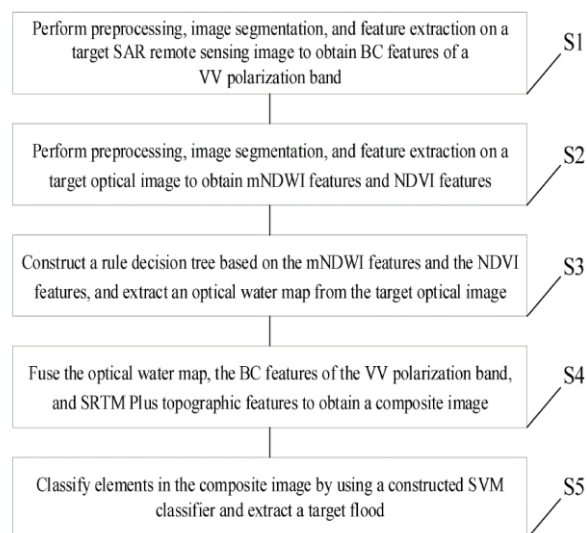 Perform preprocessing, image segmentation, and feature extraction on a
target SAR remote sensing image to obtain BC features of a
VV polarization band
S1
Perform preprocessing, image segmentation, and feature extraction on a
target optical image to obtain mNDWI features and NDVI features
S2
Construct a rule decision tree based on the mNDWI features and the NDVI
features, and extract an optical water map from the target optical image
S3
Fuse the optical water map, the BC features of the VV polarization band,
and SRTM Plus topographic features to obtain a composite image
S4
Classify elements in the composite image by using a constructed SVM
classifier and extract a target flood
S5